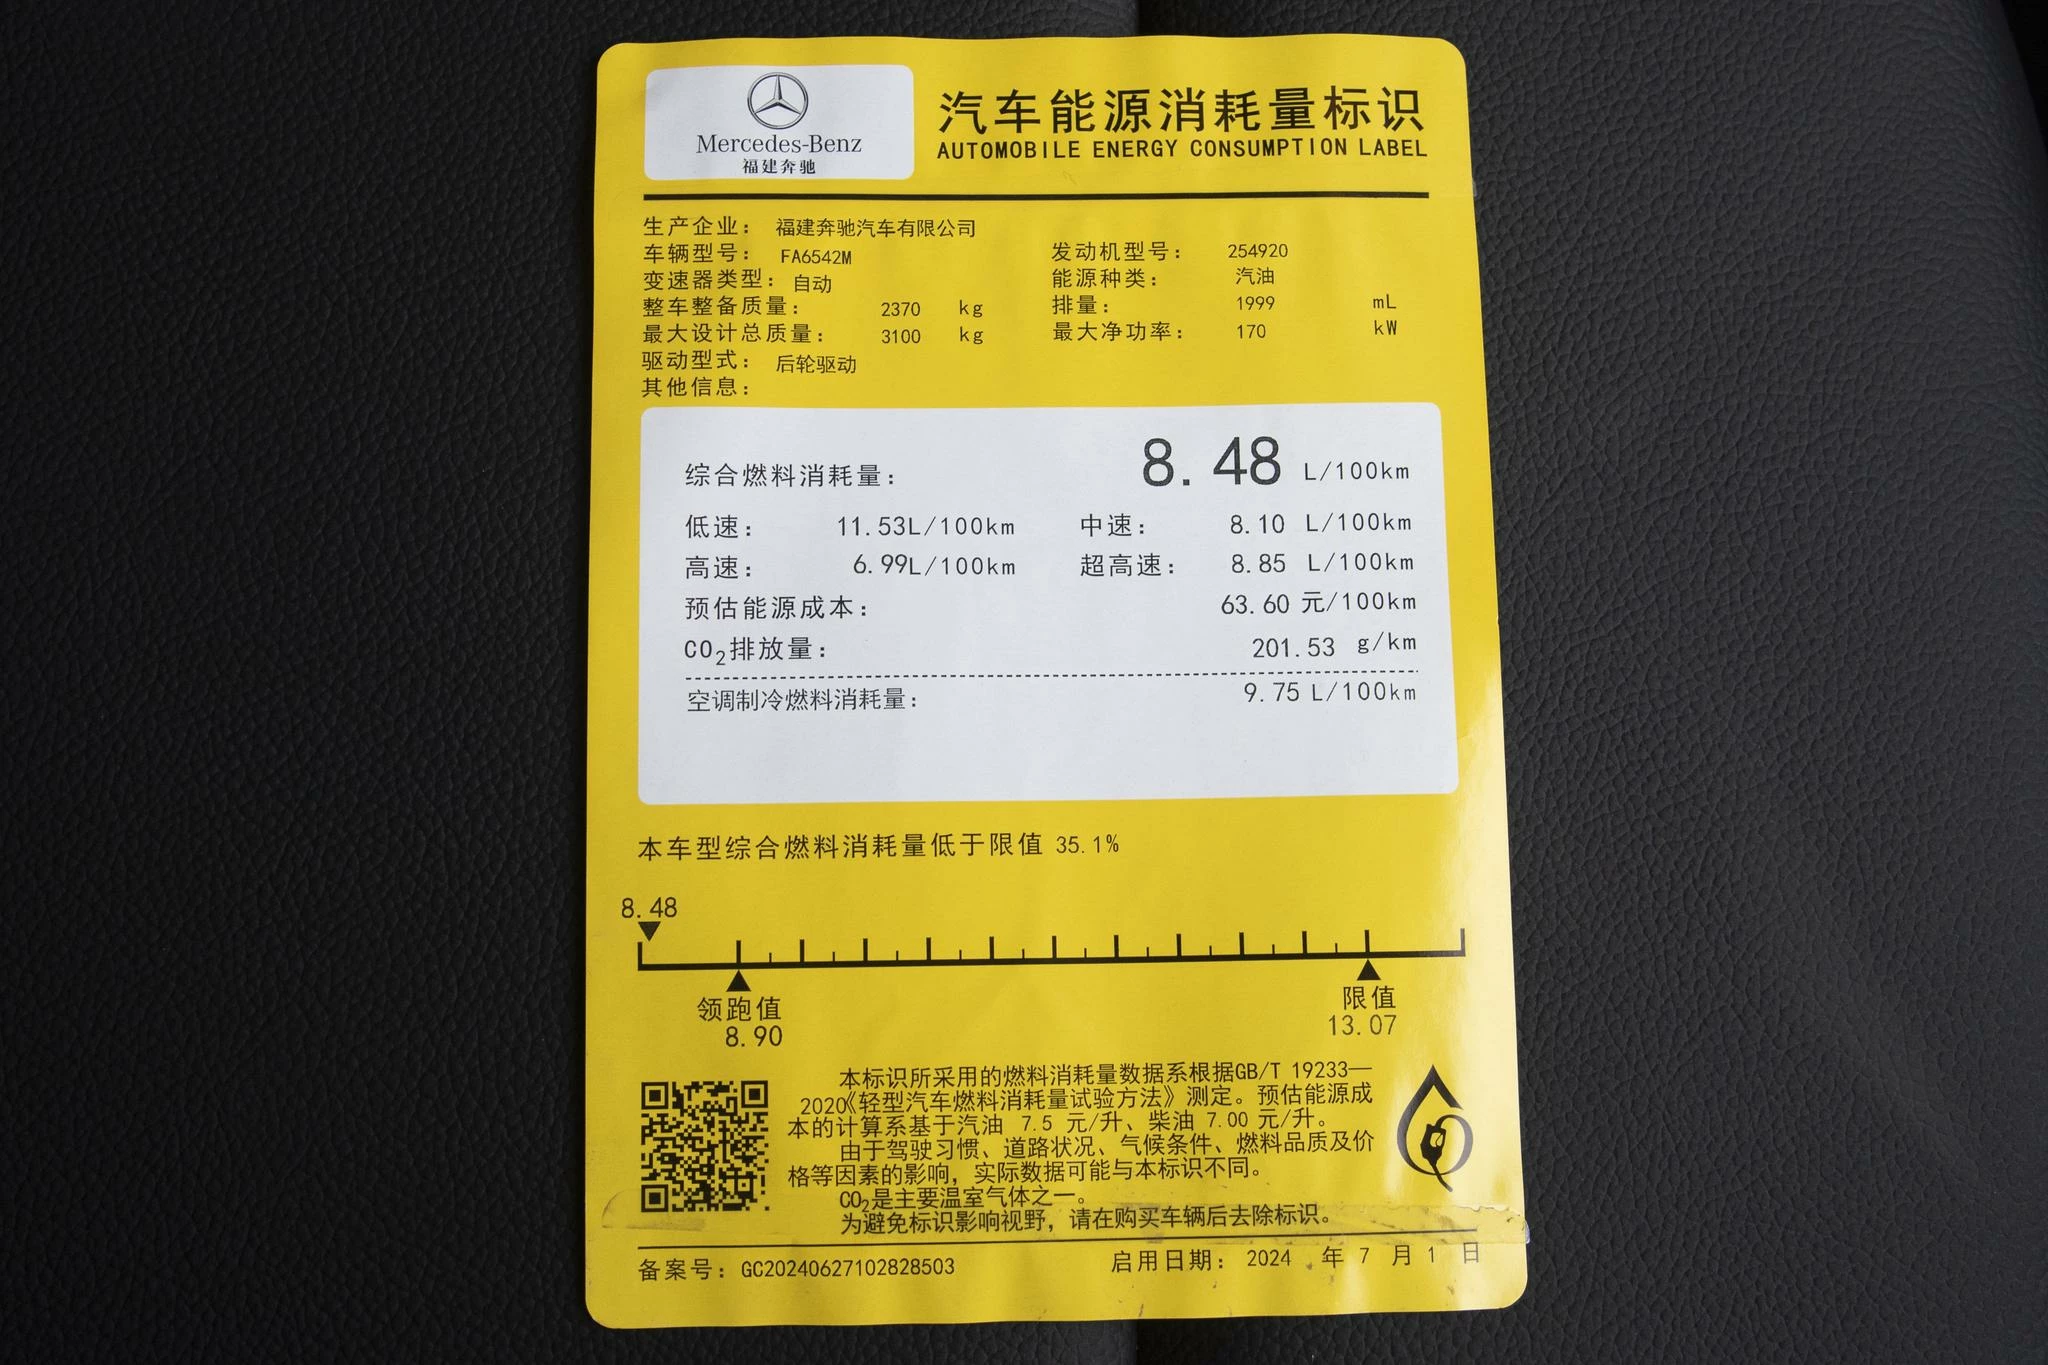 Mercedes-Benz
福建奔驰
汽车能源消耗量标识
AUTOMOBILE ENERGY CONSUMPTION LABEL
生产企业： 福建奔驰汽车有限公司
车辆型号： FA6542M 发动机型号： 254920
变速器类型： 自动 能源种类： 汽油
整车整备质量： 2370 kg 排量： 1999 mL
最大设计总质量： 3100 kg 最大净功率： 170 kW
驱动型式： 后轮驱动
其他信息：
综合燃料消耗量： 8.48 L/100km
低速： 11.53L/100km 中速： 8.10 L/100km
高速： 6.99L/100km 超高速： 8.85 L/100km
预估能源成本： 63.60 元/100km
CO2排放量： 201.53 g/km
空调制冷燃料消耗量： 9.75 L/100km
本车型综合燃料消耗量低于限值 35.1%
8.48
领跑值 限值
8.90 13.07
本标识所采用的燃料消耗量数据系根据GB/T 19233—
2020《轻型汽车燃料消耗量试验方法》测定。预估能源成
本的计算系基于汽油 7.5 元/升、柴油 7.00 元/升。
由于驾驶习惯、道路状况、气候条件、燃料品质及价
格等因素的影响，实际数据可能与本标识不同。
CO2是主要温室气体之一。
为避免标识影响视野，请在购买车辆后去除标识。
备案号：GC20240627102828503 启用日期： 2024 年 7 月 1 日